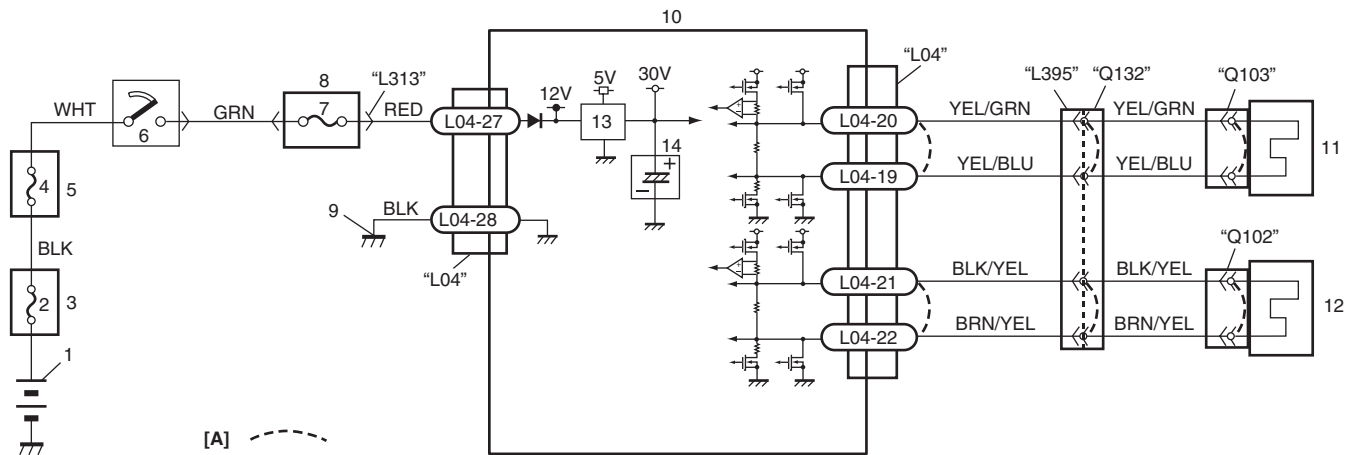 10
"L04"
"L395" "Q132" "Q103"
8
"L313"
5V 30V
12V
WHT GRN 7 RED L04-27 13 L04-20 YEL/GRN YEL/GRN
6
14
+
−
11
L04-19 YEL/BLU YEL/BLU
4 5
9 BLK L04-28
"L04"
BLK
"Q102"
L04-21 BLK/YEL BLK/YEL
2 3
12
L04-22 BRN/YEL BRN/YEL
1
[A]